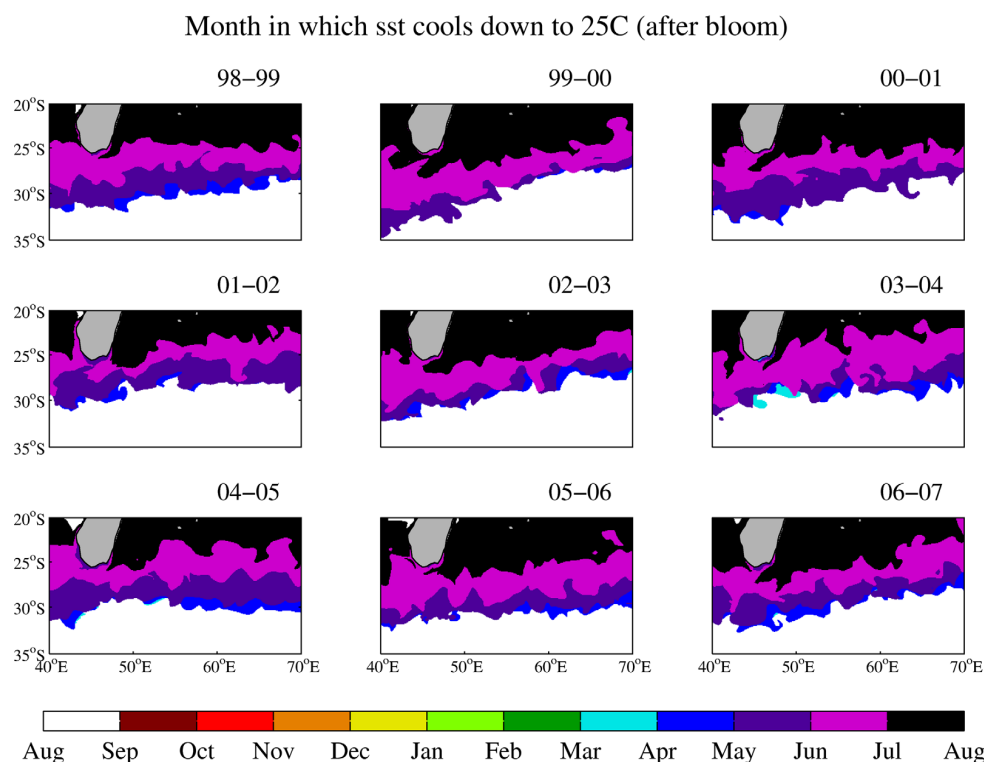 Month in which sst cools down to 25C (after bloom)
98−99
99−00
00−01
20°S
25°S
30°S
35°S
01−02
02−03
03−04
20°S
25°S
30°S
35°S
04−05
05−06
06−07
20°S
25°S
30°S
35°S
40°E 50°E 60°E 70°E
40°E 50°E 60°E 70°E
40°E 50°E 60°E 70°E
Aug Sep Oct Nov Dec Jan Feb Mar Apr May Jun Jul Aug